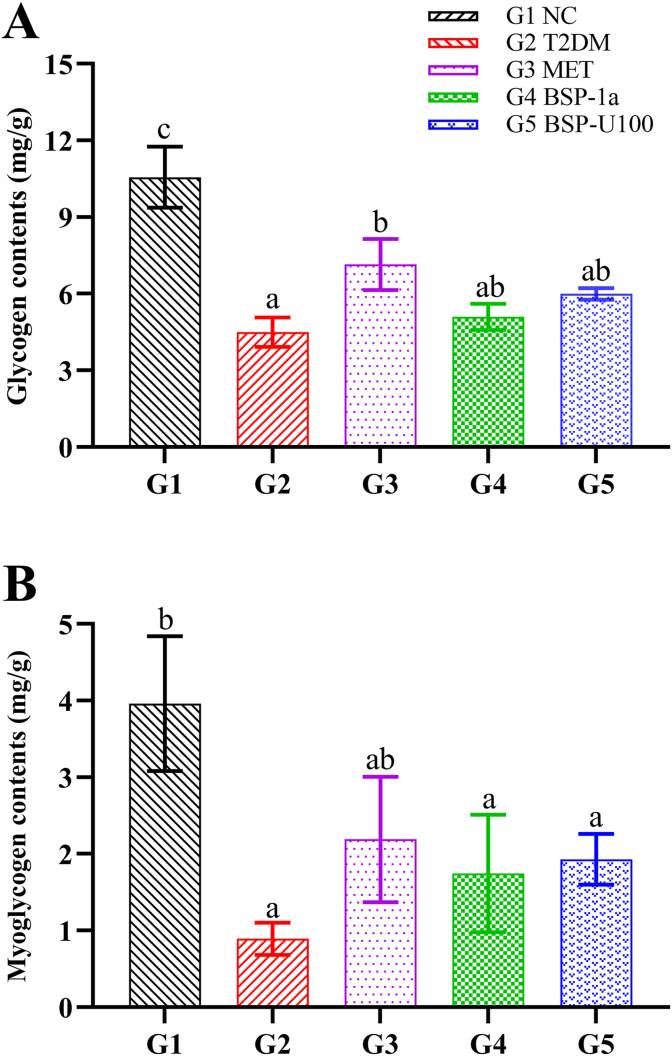 A
G1 NC
G2 T2DM
G3 MET
G4 BSP-1a
G5 BSP-U100
Glycogen contents (mg/g)
15
12
9
6
3
0
c
a
b
ab
ab
G1 G2 G3 G4 G5
B
Myoglycogen contents (mg/g)
5
4
3
2
1
0
b
a
ab
a
a
G1 G2 G3 G4 G5